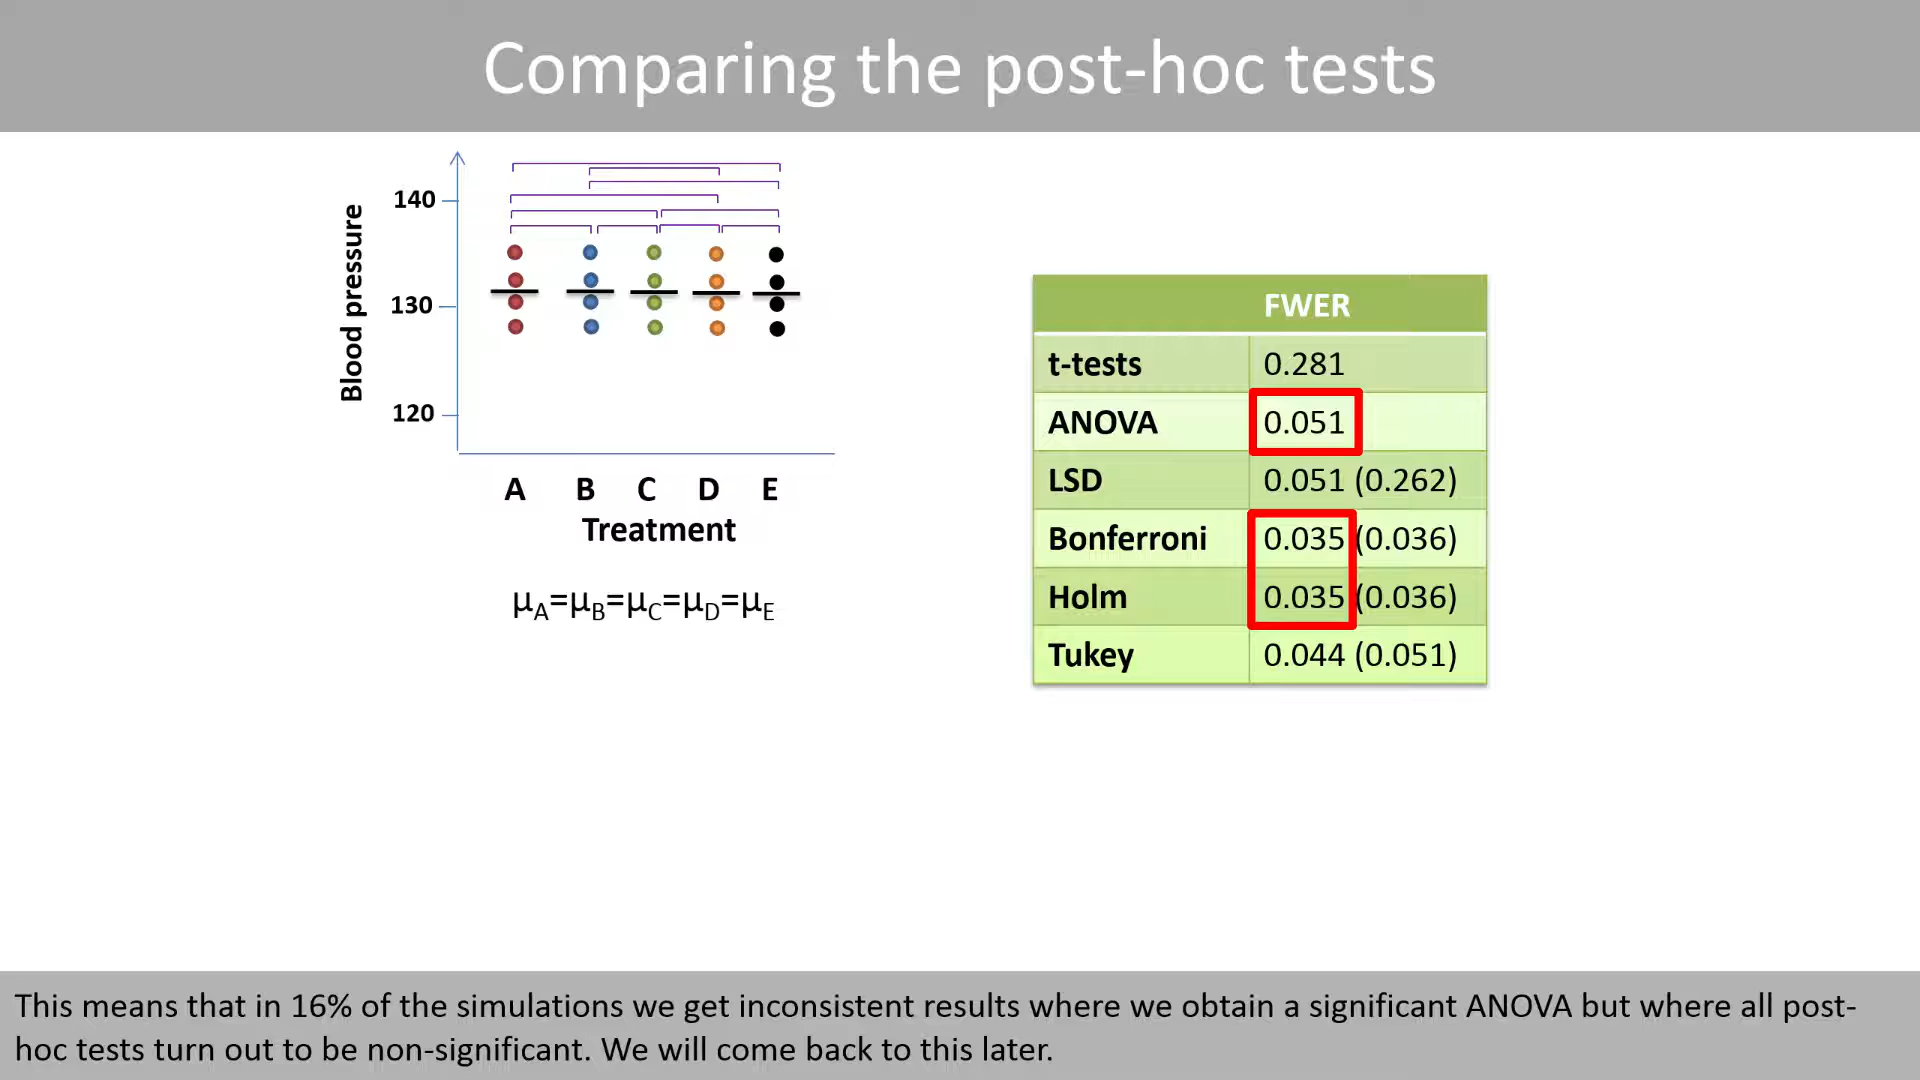 Comparing the post-hoc tests
Blood pressure
140
130
120
A B C D E
Treatment
μA=μB=μC=μD=μE
FWER
t-tests 0.281
ANOVA 0.051
LSD 0.051 (0.262)
Bonferroni 0.035 (0.036)
Holm 0.035 (0.036)
Tukey 0.044 (0.051)
This means that in 16% of the simulations we get inconsistent results where we obtain a significant ANOVA but where all post-
hoc tests turn out to be non-significant. We will come back to this later.